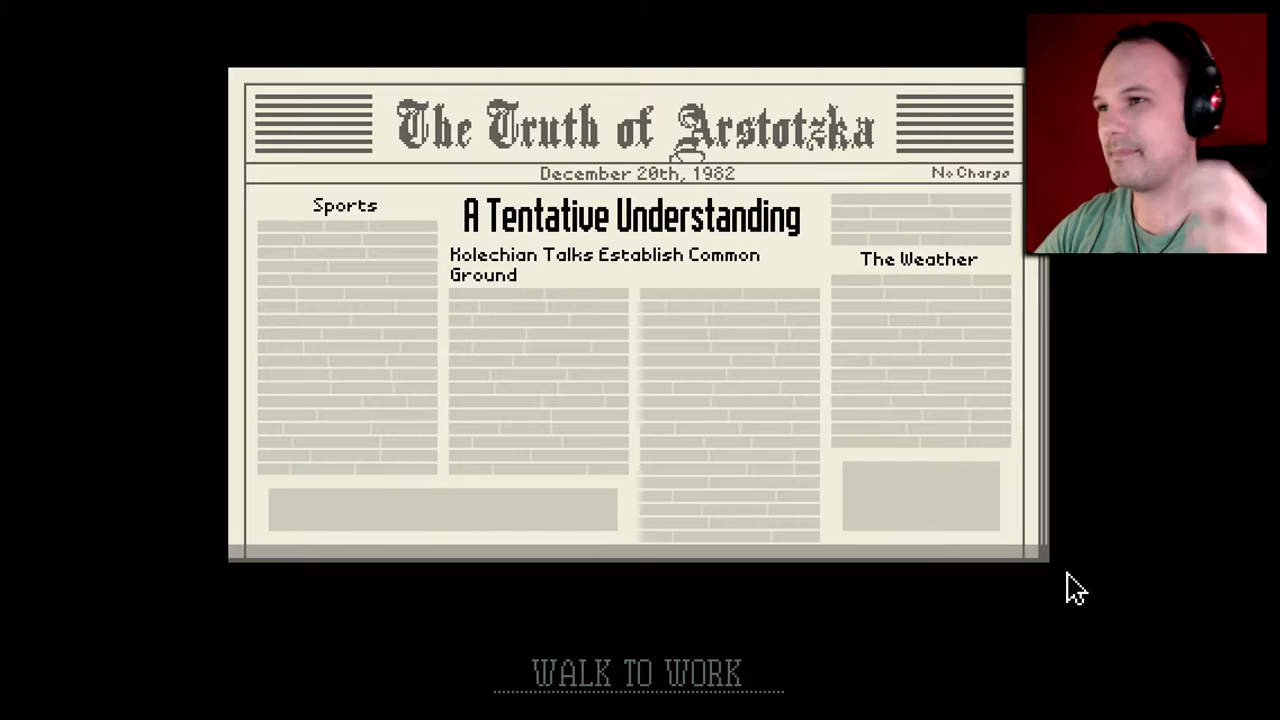 The Truth of Arstotzka
December 20th, 1982
No Charge
Sports
A Tentative Understanding
Kolechian Talks Establish Common
Ground
The Weather
WALK TO WORK